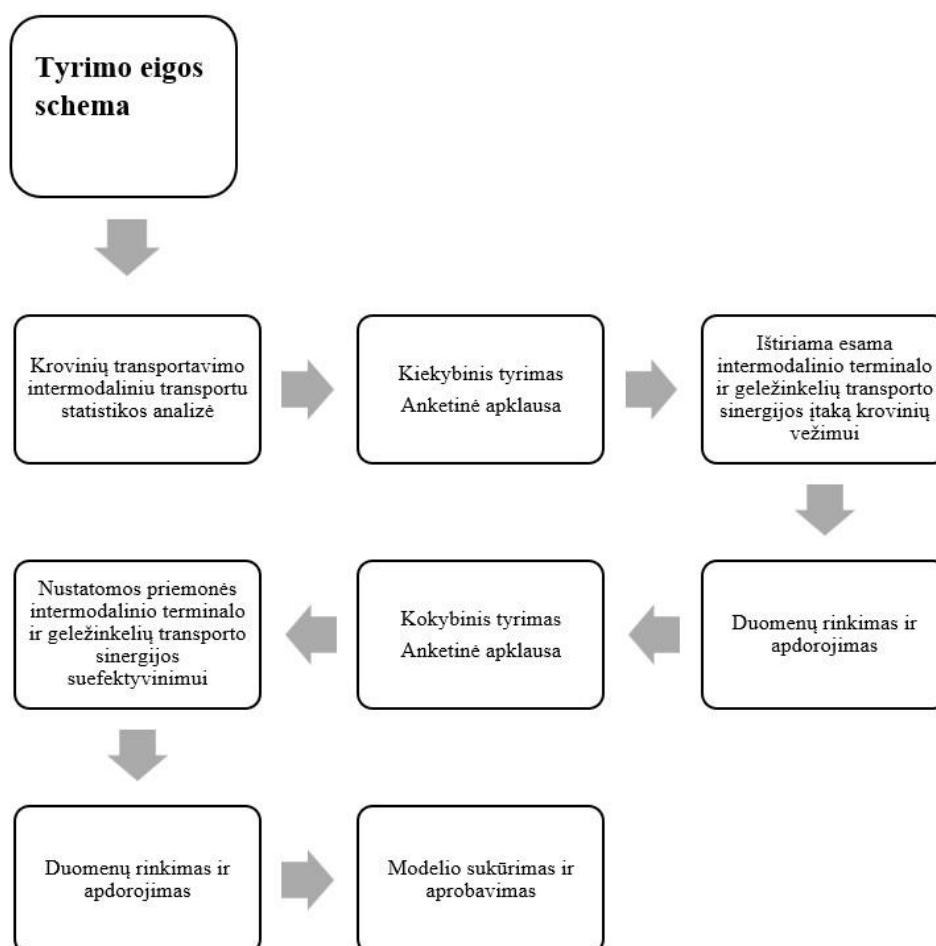 Tyrimo eigos
schema
Krovinių transportavimo
intermodaliniu transportu
statistikos analizė
Kiekybinis tyrimas
Anketinė apklausa
Ištiriama esama
intermodalinio terminalo
ir geležinkelių transporto
sinergijos įtaką krovinių
vežimui
Duomenų rinkimas ir
apdorojimas
Kokybinis tyrimas
Anketinė apklausa
Nustatomos priemonės
intermodalinio terminalo
ir geležinkelių transporto
sinergijos
suefektyvinimui
Duomenų rinkimas ir
apdorojimas
Modelio sukūrimas ir
aprobavimas